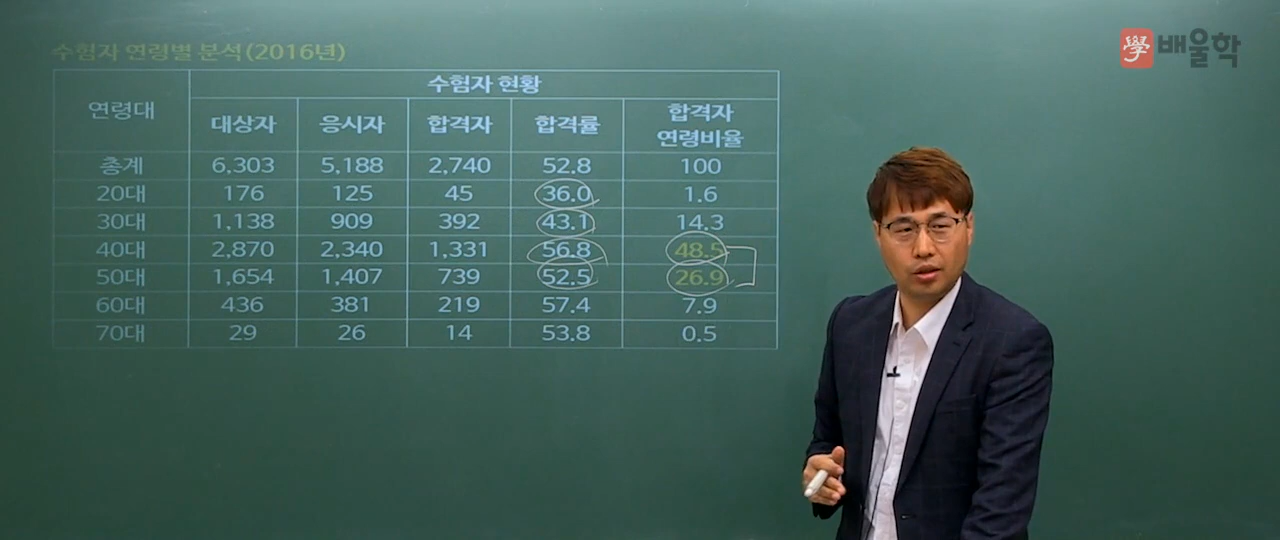 수험자 연령별 분석(2016년)
學 배울학
연령대 수험자 현황
대상자 응시자 합격자 합격률 합격자 연령비율
총계 6,303 5,188 2,740 52.8 100
20대 176 125 45 36.0 1.6
30대 1,138 909 392 43.1 14.3
40대 2,870 2,340 1,331 56.8 48.5
50대 1,654 1,407 739 52.5 26.9
60대 436 381 219 57.4 7.9
70대 29 26 14 53.8 0.5